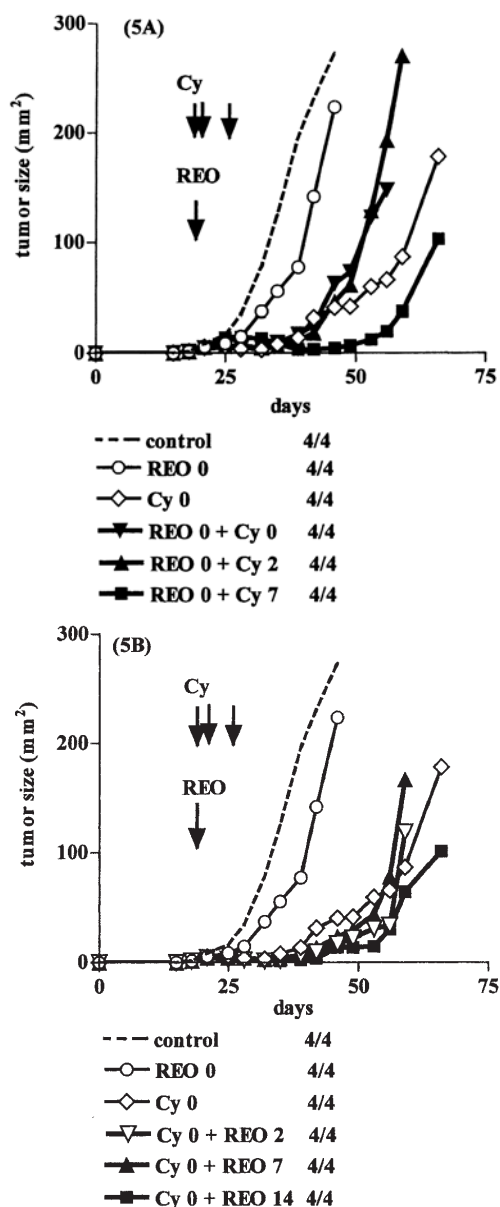 300
(5A)
Cy
200
REO
tumor size (mm²)
100
0
0 25 50 75
days
control 4/4
REO 0 4/4
Cy 0 4/4
REO 0 + Cy 0 4/4
REO 0 + Cy 2 4/4
REO 0 + Cy 7 4/4
300
(5B)
Cy
200
REO
tumor size (mm²)
100
0
0 25 50 75
days
control 4/4
REO 0 4/4
Cy 0 4/4
Cy 0 + REO 2 4/4
Cy 0 + REO 7 4/4
Cy 0 + REO 14 4/4